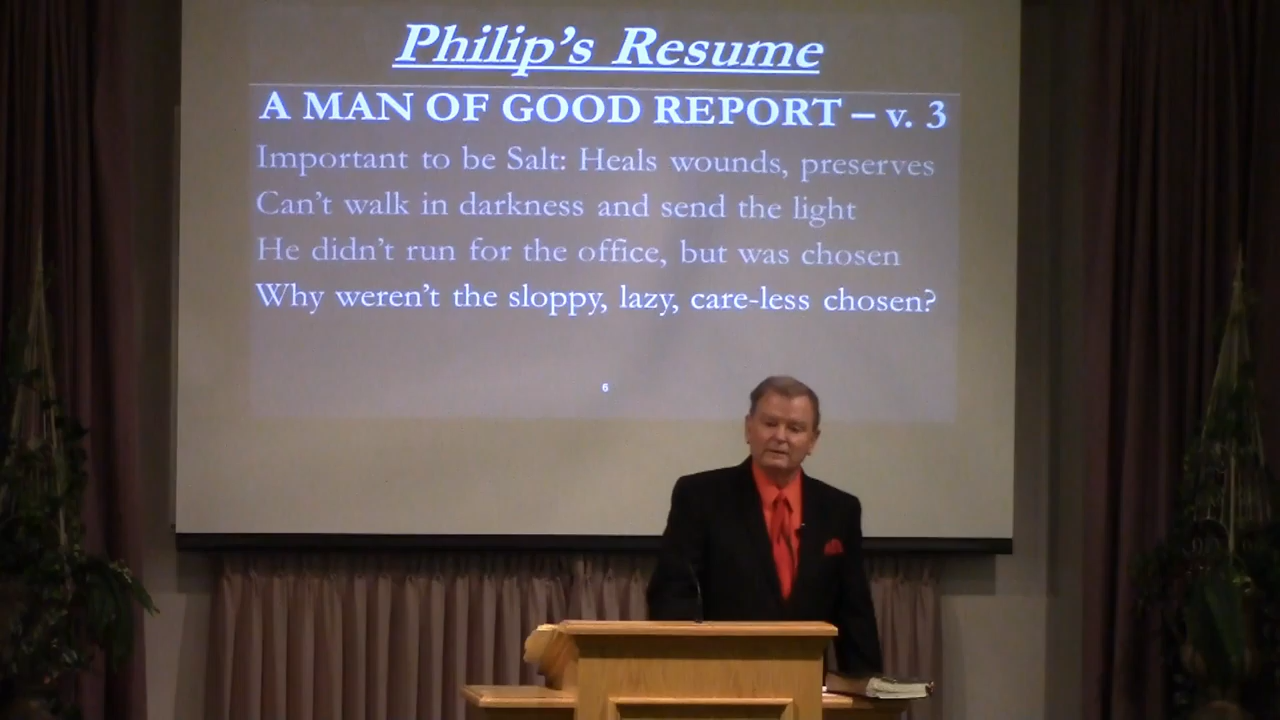 Philip's Resume
A MAN OF GOOD REPORT – v. 3
Important to be Salt: Heals wounds, preserves
Can't walk in darkness and send the light
He didn't run for the office, but was chosen
Why weren't the sloppy, lazy, care-less chosen?
6